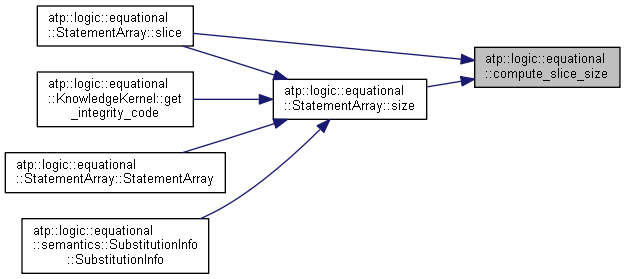 atp::logic::equational
::StatementArray::slice
atp::logic::equational
::compute_slice_size
atp::logic::equational
::KnowledgeKernel::get
_integrity_code
atp::logic::equational
::StatementArray::size
atp::logic::equational
::StatementArray::StatementArray
atp::logic::equational
::semantics::SubstitutionInfo
::SubstitutionInfo